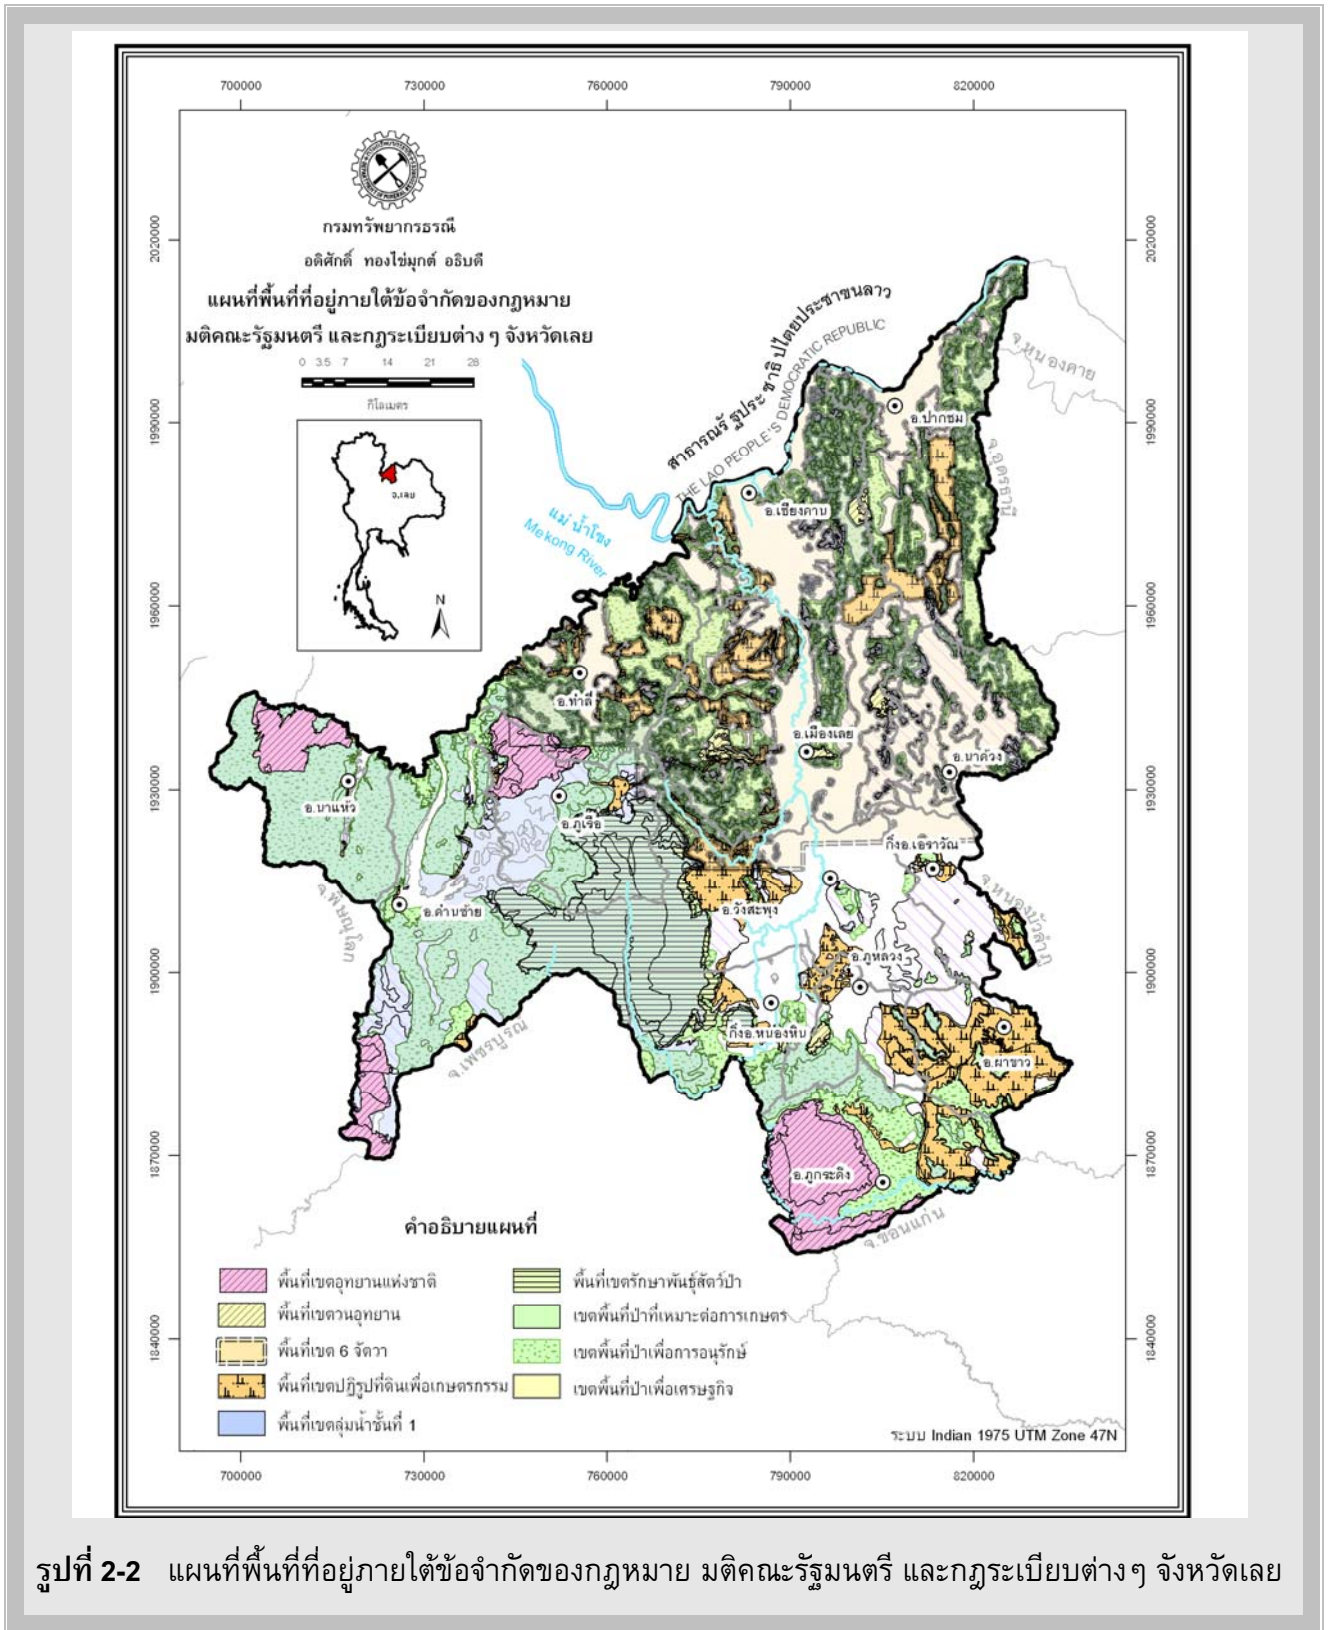 700000 730000 760000 790000 820000
กรมทรัพยากรธรณี
อดิศักดิ์ ทองไข่มุกต์ อธิบดี
แผนที่พื้นที่ที่อยู่ภายใต้ข้อจำกัดของกฎหมาย
มติคณะรัฐมนตรี และกฎระเบียบต่าง ๆ จังหวัดเลย
0 3.5 7 14 21 28
กิโลเมตร
จ.เลย
N
2020000
1990000
1960000
1930000
1900000
1870000
1840000
2020000
1990000
1960000
1930000
1900000
1870000
1840000
สาธารณรัฐประชาธิปไตยประชาชนลาว
THE LAO PEOPLE'S DEMOCRATIC REPUBLIC
แม่น้ำโขง
Mekong River
จ.หนองคาย
จ.อุดรธานี
จ.หนองบัวลำภู
จ.ขอนแก่น
จ.เพชรบูรณ์
จ.พิษณุโลก
อ.ปากชม
อ.เชียงคาน
อ.ท่าลี่
อ.เมืองเลย
อ.นาด้วง
อ.นาแห้ว
อ.ภูเรือ
กิ่งอ.เอราวัณ
อ.ด่านซ้าย
อ.วังสะพุง
อ.ภูหลวง
กิ่งอ.หนองหิน
อ.ผาขาว
อ.ภูกระดึง
คำอธิบายแผนที่
พื้นที่เขตอุทยานแห่งชาติ
พื้นที่เขตวนอุทยาน
พื้นที่เขต 6 จัตวา
พื้นที่เขตปฏิรูปที่ดินเพื่อเกษตรกรรม
พื้นที่เขตลุ่มน้ำชั้นที่ 1
พื้นที่เขตรักษาพันธุ์สัตว์ป่า
เขตพื้นที่ป่าที่เหมาะต่อการเกษตร
เขตพื้นที่ป่าเพื่อการอนุรักษ์
เขตพื้นที่ป่าเพื่อเศรษฐกิจ
ระบบ Indian 1975 UTM Zone 47N
700000 730000 760000 790000 820000
รูปที่ 2-2 แผนที่พื้นที่ที่อยู่ภายใต้ข้อจำกัดของกฎหมาย มติคณะรัฐมนตรี และกฎระเบียบต่างๆ จังหวัดเลย